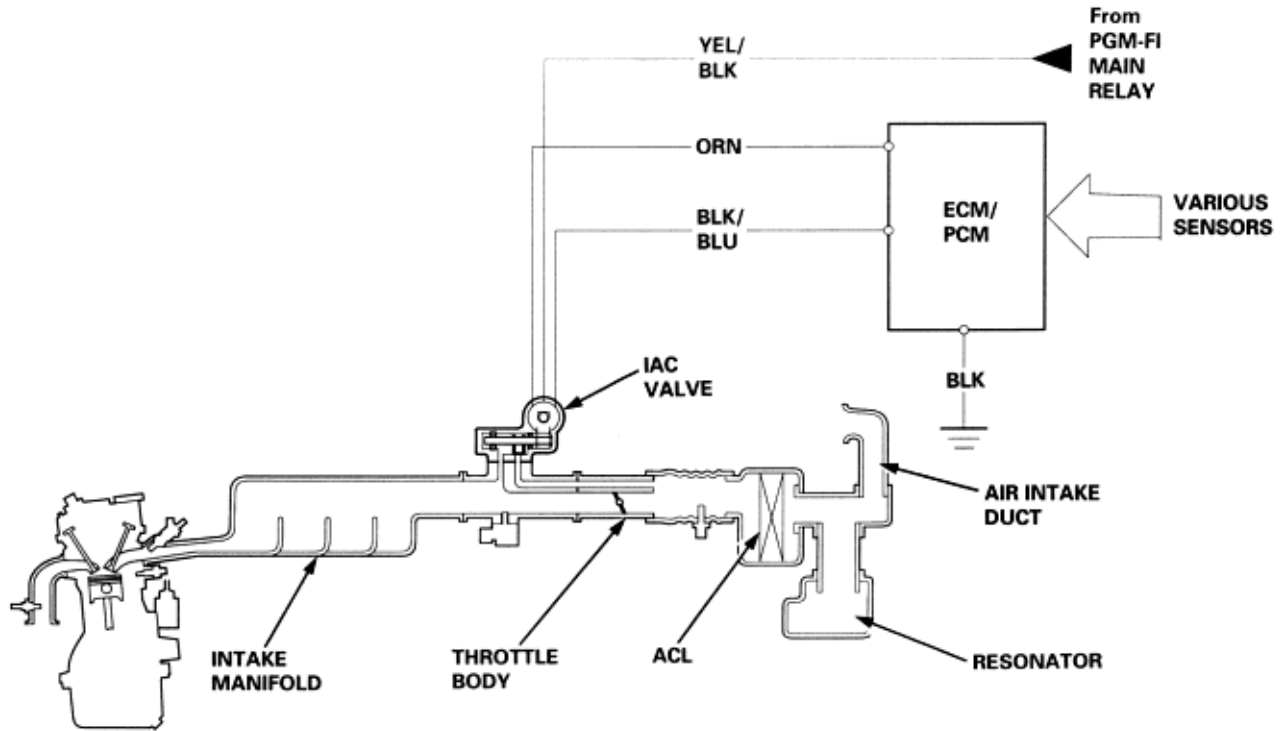 From
PGM-FI
MAIN
RELAY
YEL/
BLK
ORN
BLK/
BLU
ECM/
PCM
VARIOUS
SENSORS
BLK
IAC
VALVE
AIR INTAKE
DUCT
INTAKE
MANIFOLD
THROTTLE
BODY
ACL
RESONATOR